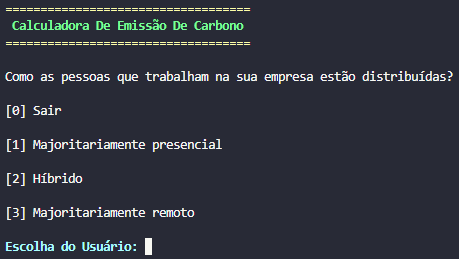 ===================================
Calculadora De Emissão De Carbono
===================================
Como as pessoas que trabalham na sua empresa estão distribuídas?
[0] Sair
[1] Majoritariamente presencial
[2] Híbrido
[3] Majoritariamente remoto
Escolha do Usuário: